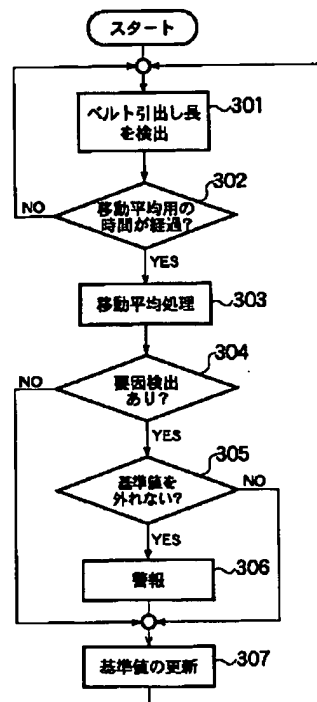 スタート
ベルト引出し長
を検出
301
302
移動平均用の
時間が経過?
NO
YES
移動平均処理
303
304
要因検出
あり?
NO
YES
305
基準値を
外れない?
NO
YES
警報
306
基準値の更新
307